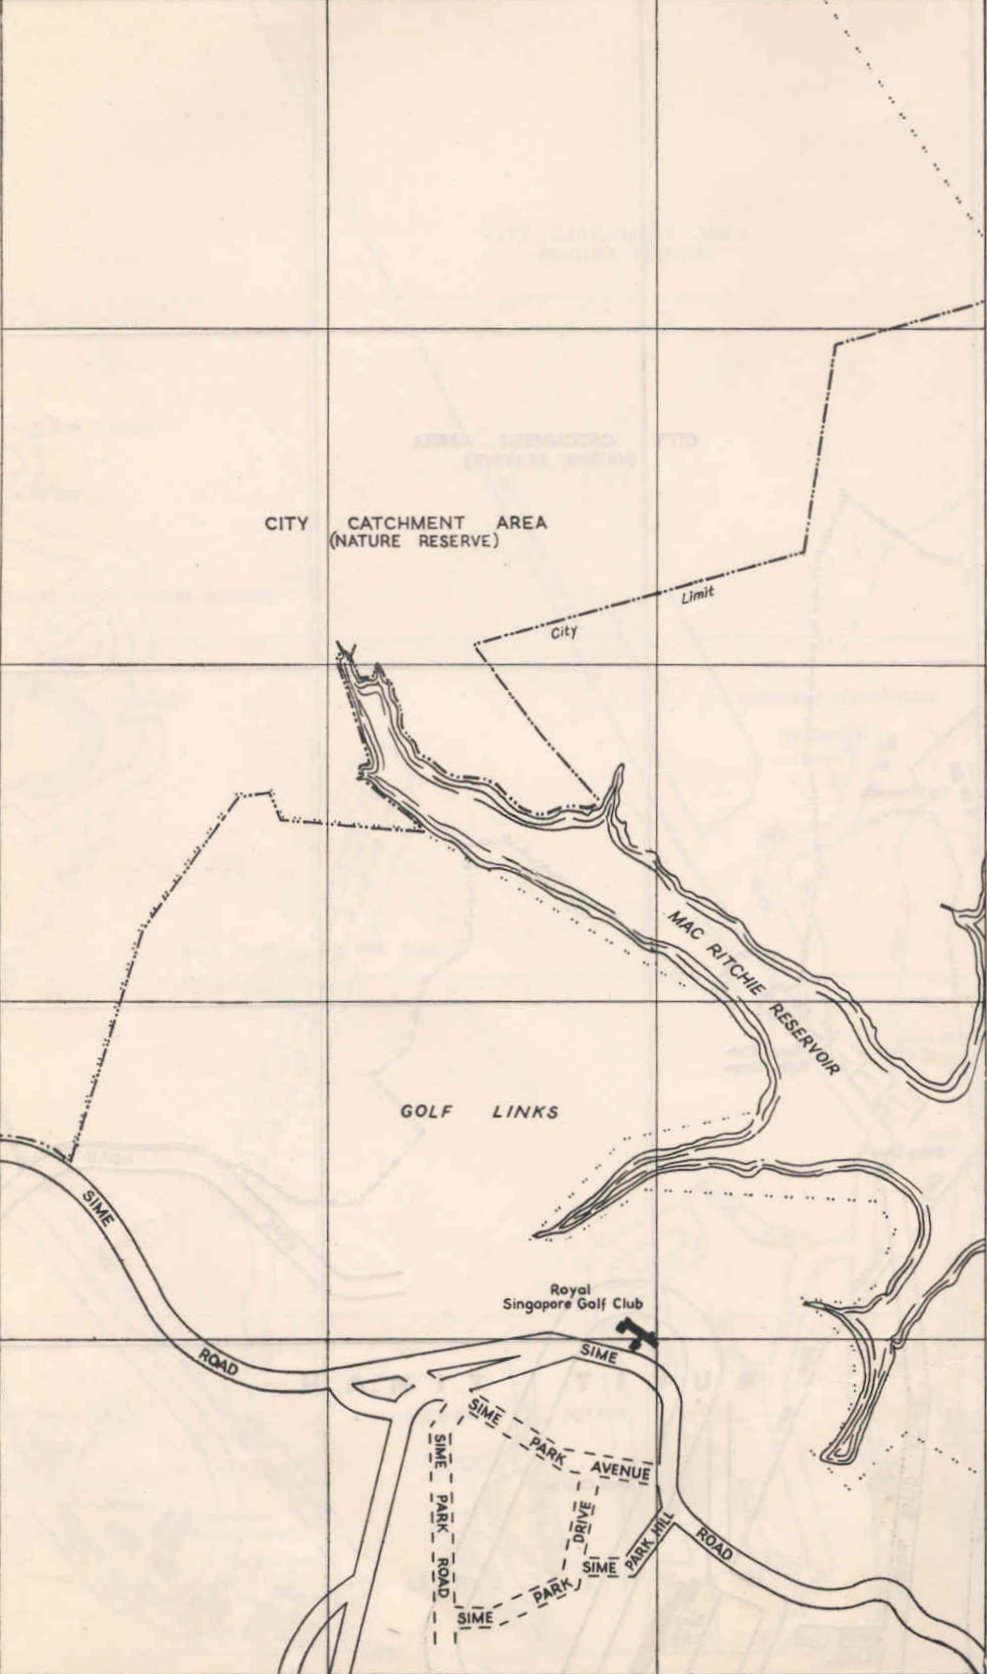 CITY CATCHMENT AREA
(NATURE RESERVE)
City Limit
MAC RITCHIE RESERVOIR
GOLF LINKS
SIME
ROAD
Royal
Singapore Golf Club
SIME
ROAD
SIME PARK AVENUE
SIME PARK ROAD
SIME PARK DRIVE
SIME PARK HILL